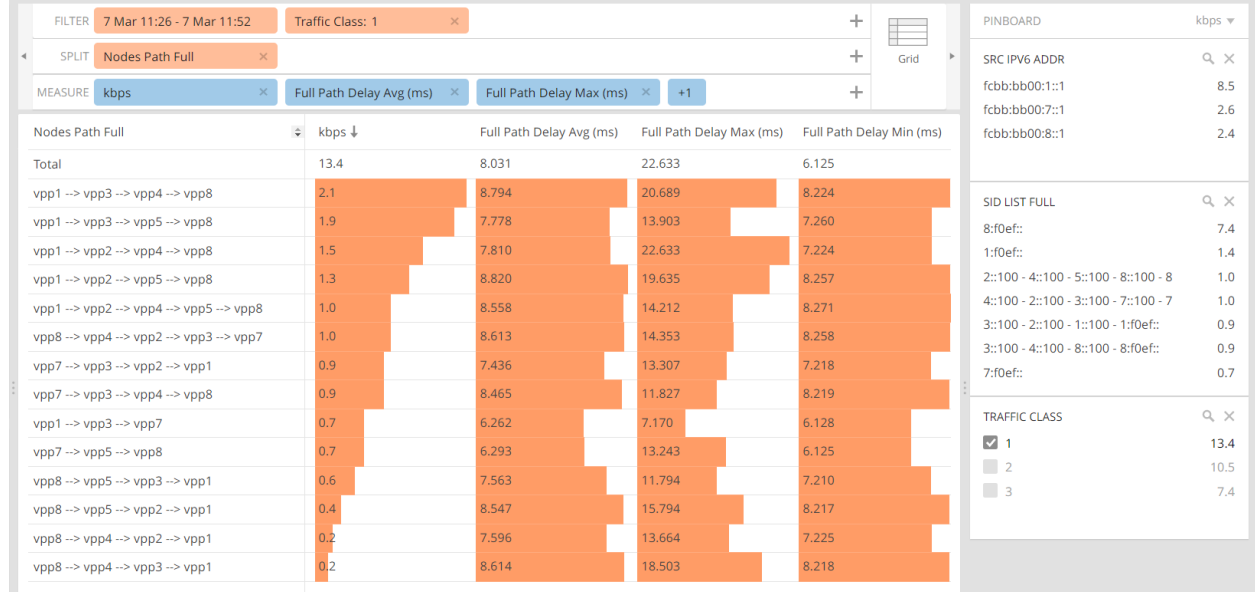 FILTER 7 Mar 11:26 - 7 Mar 11:52 × Traffic Class: 1 × +
SPLIT Nodes Path Full × +
MEASURE kbps × Full Path Delay Avg (ms) × Full Path Delay Max (ms) × +1 +
Grid
Nodes Path Full kbps ↓ Full Path Delay Avg (ms) Full Path Delay Max (ms) Full Path Delay Min (ms)
Total 13.4 8.031 22.633 6.125
vpp1 --> vpp3 --> vpp4 --> vpp8 2.1 8.794 20.689 8.224
vpp1 --> vpp3 --> vpp5 --> vpp8 1.9 7.778 13.903 7.260
vpp1 --> vpp2 --> vpp4 --> vpp8 1.5 7.810 22.633 7.224
vpp1 --> vpp2 --> vpp5 --> vpp8 1.3 8.820 19.635 8.257
vpp1 --> vpp2 --> vpp4 --> vpp5 --> vpp8 1.0 8.558 14.212 8.271
vpp8 --> vpp4 --> vpp2 --> vpp3 --> vpp7 1.0 8.613 14.353 8.258
vpp7 --> vpp3 --> vpp2 --> vpp1 0.9 7.436 13.307 7.218
vpp7 --> vpp3 --> vpp4 --> vpp8 0.9 8.465 11.827 8.219
vpp1 --> vpp3 --> vpp7 0.7 6.262 7.170 6.128
vpp7 --> vpp5 --> vpp8 0.7 6.293 13.243 6.125
vpp8 --> vpp5 --> vpp3 --> vpp1 0.6 7.563 11.794 7.210
vpp8 --> vpp5 --> vpp2 --> vpp1 0.4 8.547 15.794 8.217
vpp8 --> vpp4 --> vpp2 --> vpp1 0.2 7.596 13.664 7.225
vpp8 --> vpp4 --> vpp3 --> vpp1 0.2 8.614 18.503 8.218
PINBOARD kbps
SRC IPV6 ADDR
fcbb:bb00:1::1 8.5
fcbb:bb00:7::1 2.6
fcbb:bb00:8::1 2.4
SID LIST FULL
8:f0ef:: 7.4
1:f0ef:: 1.4
2::100 - 4::100 - 5::100 - 8::100 - 8 1.0
4::100 - 2::100 - 3::100 - 7::100 - 7 1.0
3::100 - 2::100 - 1::100 - 1:f0ef:: 0.9
3::100 - 4::100 - 8::100 - 8:f0ef:: 0.9
7:f0ef:: 0.7
TRAFFIC CLASS
1 13.4
2 10.5
3 7.4